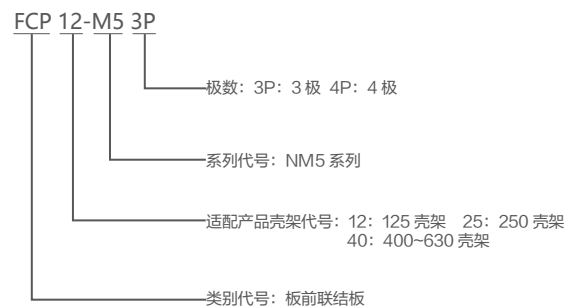 FCP 12-M5 3P
极数：3P：3 极 4P：4 极
系列代号：NM5 系列
适配产品壳架代号：12：125 壳架 25：250 壳架
40：400~630 壳架
类别代号：板前联结板